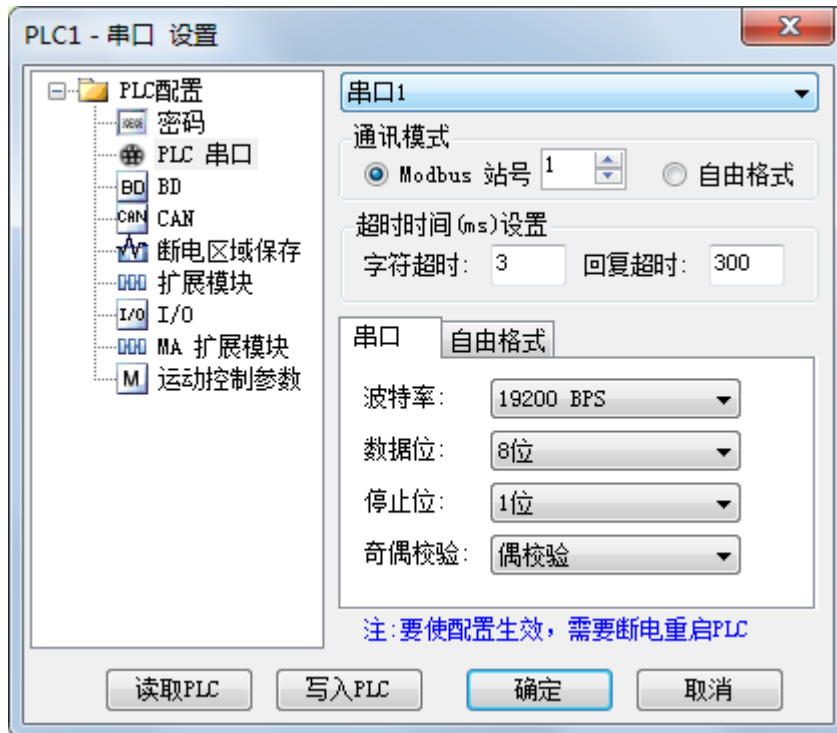 PLC1 - 串口 设置
PLC配置
密码
PLC 串口
BD BD
CAN CAN
断电区域保存
扩展模块
I/O I/O
MA 扩展模块
M 运动控制参数
串口1
通讯模式
Modbus 站号 1 自由格式
超时时间(ms)设置
字符超时: 3 回复超时: 300
串口 自由格式
波特率: 19200 BPS
数据位: 8位
停止位: 1位
奇偶校验: 偶校验
注:要使配置生效，需要断电重启PLC
读取PLC 写入PLC 确定 取消